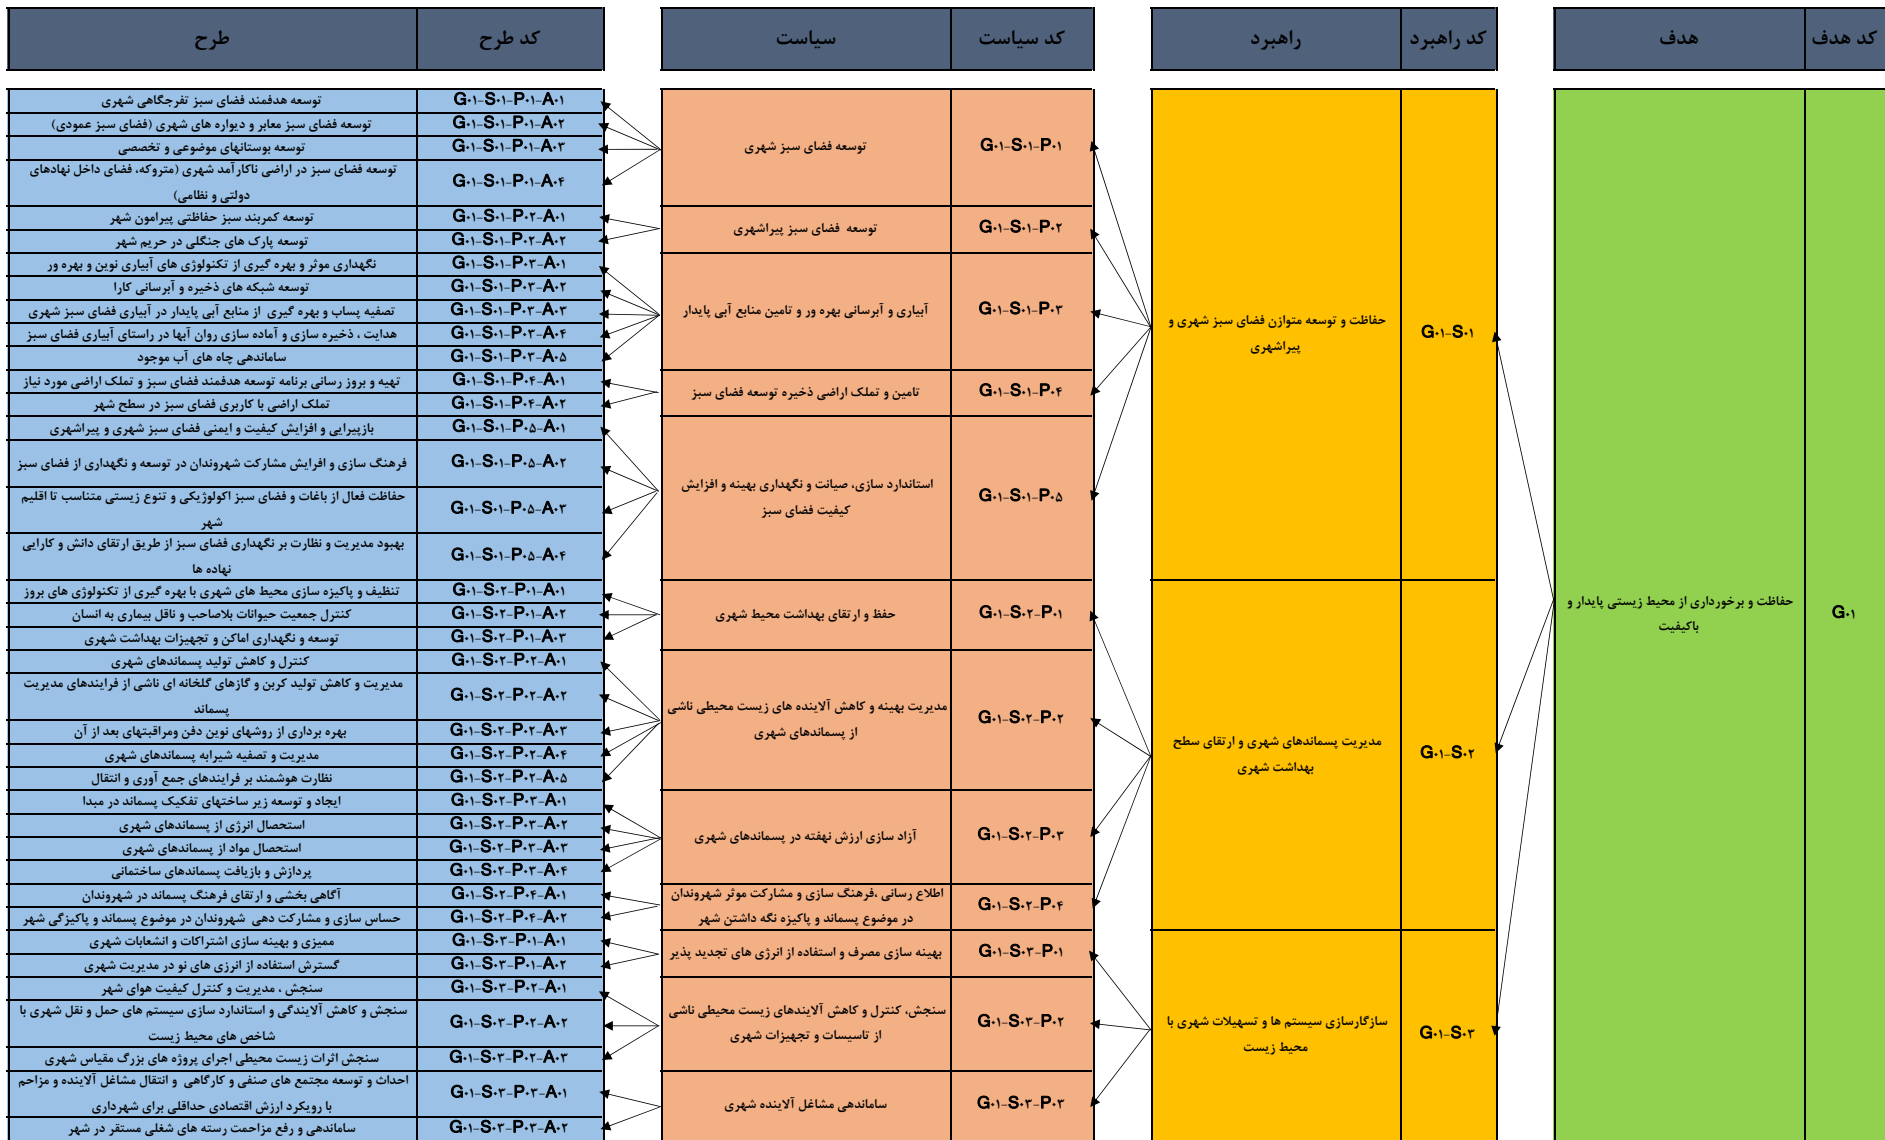 کد هدف
هدف
کد راهبرد
راهبرد
کد سیاست
سیاست
کد طرح
طرح
G۰۱
حفاظت و برخورداری از محیط زیستی پایدار و
باکیفیت
G۰۱-S۰۱
حفاظت و توسعه متوازن فضای سبز شهری و
پیراشهری
G۰۱-S۰۲
مدیریت پسماندهای شهری و ارتقای سطح
بهداشت شهری
G۰۱-S۰۳
سازگارسازی سیستم ها و تسهیلات شهری با
محیط زیست
G۰۱-S۰۱-P۰۱
توسعه فضای سبز شهری
G۰۱-S۰۱-P۰۲
توسعه فضای سبز پیراشهری
G۰۱-S۰۱-P۰۳
آبیاری و آبرسانی بهره ور و تامین منابع آبی پایدار
G۰۱-S۰۱-P۰۴
تامین و تملک اراضی ذخیره توسعه فضای سبز
G۰۱-S۰۱-P۰۵
استاندارد سازی، صیانت و نگهداری بهینه و افزایش
کیفیت فضای سبز
G۰۱-S۰۲-P۰۱
حفظ و ارتقای بهداشت محیط شهری
G۰۱-S۰۲-P۰۲
مدیریت بهینه و کاهش آلاینده های زیست محیطی ناشی
از پسماندهای شهری
G۰۱-S۰۲-P۰۳
آزاد سازی ارزش نهفته در پسماندهای شهری
G۰۱-S۰۲-P۰۴
اطلاع رسانی ،فرهنگ سازی و مشارکت موثر شهروندان
در موضوع پسماند و پاکیزه نگه داشتن شهر
G۰۱-S۰۳-P۰۱
بهینه سازی مصرف و استفاده از انرژی های تجدید پذیر
G۰۱-S۰۳-P۰۲
سنجش، کنترل و کاهش آلایندهای زیست محیطی ناشی
از تاسیسات و تجهیزات شهری
G۰۱-S۰۳-P۰۳
ساماندهی مشاغل آلاینده شهری
G۰۱-S۰۱-P۰۱-A۰۱
توسعه هدفمند فضای سبز تفرجگاهی شهری
G۰۱-S۰۱-P۰۱-A۰۲
توسعه فضای سبز معابر و دیواره های شهری (فضای سبز عمودی)
G۰۱-S۰۱-P۰۱-A۰۳
توسعه بوستانهای موضوعی و تخصصی
G۰۱-S۰۱-P۰۱-A۰۴
توسعه فضای سبز در اراضی ناکارآمد شهری (متروکه، فضای داخل نهادهای
دولتی و نظامی)
G۰۱-S۰۱-P۰۲-A۰۱
توسعه کمربند سبز حفاظتی پیرامون شهر
G۰۱-S۰۱-P۰۲-A۰۲
توسعه پارک های جنگلی در حریم شهر
G۰۱-S۰۱-P۰۳-A۰۱
نگهداری موثر و بهره گیری از تکنولوژی های آبیاری نوین و بهره ور
G۰۱-S۰۱-P۰۳-A۰۲
توسعه شبکه های ذخیره و آبرسانی کارا
G۰۱-S۰۱-P۰۳-A۰۳
تصفیه پساب و بهره گیری از منابع آبی پایدار در آبیاری فضای سبز شهری
G۰۱-S۰۱-P۰۳-A۰۴
هدایت ، ذخیره سازی و آماده سازی روان آبها در راستای آبیاری فضای سبز
G۰۱-S۰۱-P۰۳-A۰۵
ساماندهی چاه های آب موجود
G۰۱-S۰۱-P۰۴-A۰۱
تهیه و بروز رسانی برنامه توسعه هدفمند فضای سبز و تملک اراضی مورد نیاز
G۰۱-S۰۱-P۰۴-A۰۲
تملک اراضی با کاربری فضای سبز در سطح شهر
G۰۱-S۰۱-P۰۵-A۰۱
بازپیرایی و افزایش کیفیت و ایمنی فضای سبز شهری و پیراشهری
G۰۱-S۰۱-P۰۵-A۰۲
فرهنگ سازی و افرایش مشارکت شهروندان در توسعه و نگهداری از فضای سبز
G۰۱-S۰۱-P۰۵-A۰۳
حفاظت فعال از باغات و فضای سبز اکولوژیکی و تنوع زیستی متناسب تا اقلیم
شهر
G۰۱-S۰۱-P۰۵-A۰۴
بهبود مدیریت و نظارت بر نگهداری فضای سبز از طریق ارتقای دانش و کارایی
نهاده ها
G۰۱-S۰۲-P۰۱-A۰۱
تنظیف و پاکیزه سازی محیط های شهری با بهره گیری از تکنولوژی های بروز
G۰۱-S۰۲-P۰۱-A۰۲
کنترل جمعیت حیوانات بلاصاحب و ناقل بیماری به انسان
G۰۱-S۰۲-P۰۱-A۰۳
توسعه و نگهداری اماکن و تجهیزات بهداشت شهری
G۰۱-S۰۲-P۰۲-A۰۱
کنترل و کاهش تولید پسماندهای شهری
G۰۱-S۰۲-P۰۲-A۰۲
مدیریت و کاهش تولید کربن و گازهای گلخانه ای ناشی از فرایندهای مدیریت
پسماند
G۰۱-S۰۲-P۰۲-A۰۳
بهره برداری از روشهای نوین دفن ومراقبتهای بعد از آن
G۰۱-S۰۲-P۰۲-A۰۴
مدیریت و تصفیه شیرابه پسماندهای شهری
G۰۱-S۰۲-P۰۲-A۰۵
نظارت هوشمند بر فرایندهای جمع آوری و انتقال
G۰۱-S۰۲-P۰۳-A۰۱
ایجاد و توسعه زیر ساختهای تفکیک پسماند در مبدا
G۰۱-S۰۲-P۰۳-A۰۲
استحصال انرژی از پسماندهای شهری
G۰۱-S۰۲-P۰۳-A۰۳
استحصال مواد از پسماندهای شهری
G۰۱-S۰۲-P۰۳-A۰۴
پردازش و بازیافت پسماندهای ساختمانی
G۰۱-S۰۲-P۰۴-A۰۱
آگاهی بخشی و ارتقای فرهنگ پسماند در شهروندان
G۰۱-S۰۲-P۰۴-A۰۲
حساس سازی و مشارکت دهی شهروندان در موضوع پسماند و پاکیزگی شهر
G۰۱-S۰۳-P۰۱-A۰۱
ممیزی و بهینه سازی اشتراکات و انشعابات شهری
G۰۱-S۰۳-P۰۱-A۰۲
گسترش استفاده از انرزی های نو در مدیریت شهری
G۰۱-S۰۳-P۰۲-A۰۱
سنجش ، مدیریت و کنترل کیفیت هوای شهر
G۰۱-S۰۳-P۰۲-A۰۲
سنجش و کاهش آلایندگی و استاندارد سازی سیستم های حمل و نقل شهری با
شاخص های محیط زیست
G۰۱-S۰۳-P۰۲-A۰۳
سنجش اثرات زیست محیطی اجرای پروژه های بزرگ مقیاس شهری
G۰۱-S۰۳-P۰۳-A۰۱
احداث و توسعه مجتمع های صنفی و کارگاهی و انتقال مشاغل آلاینده و مزاحم
با رویکرد ارزش اقتصادی حداقلی برای شهرداری
G۰۱-S۰۳-P۰۳-A۰۲
ساماندهی و رفع مزاحمت رسته های شغلی مستقر در شهر